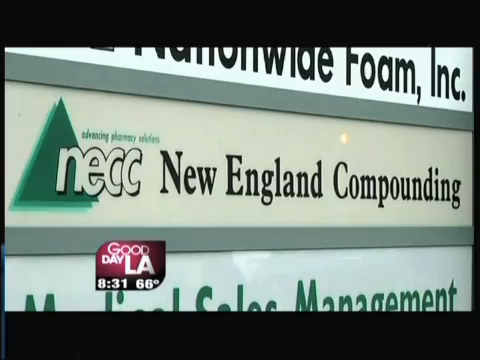 Nationwide Foam, Inc.
advancing pharmacy solutions
necc New England Compounding
GOOD
DAY LA
8:31 66°
Medical Sales Management